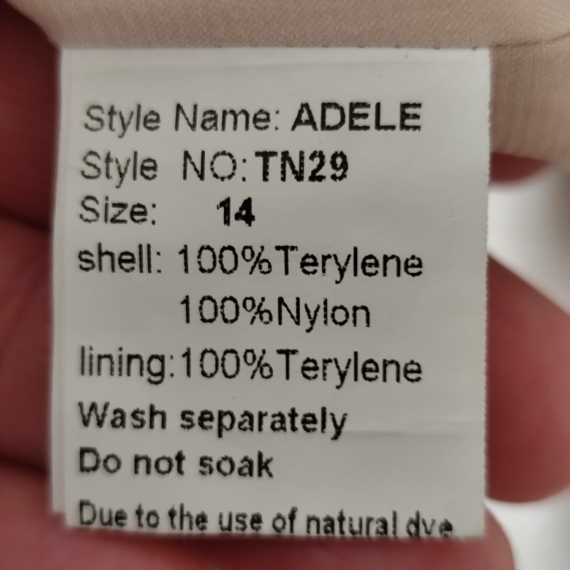 Style Name: ADELE
Style NO: TN29
Size: 14
shell: 100%Terylene
100%Nylon
lining:100%Terylene
Wash separately
Do not soak
Due to the use of natural dye